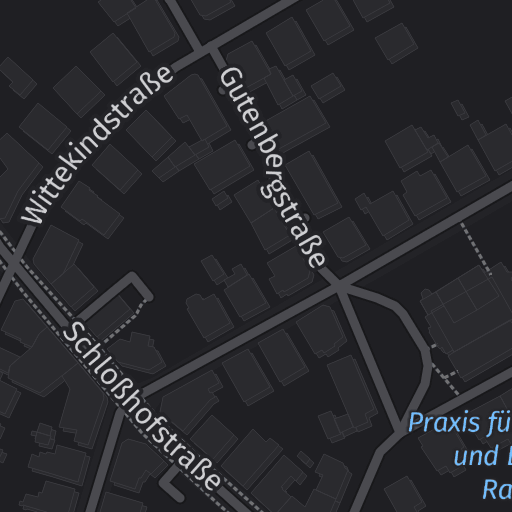 Wittekindstraße
Gutenbergstraße
Schloßhofstraße
Praxis fü
und
Ra